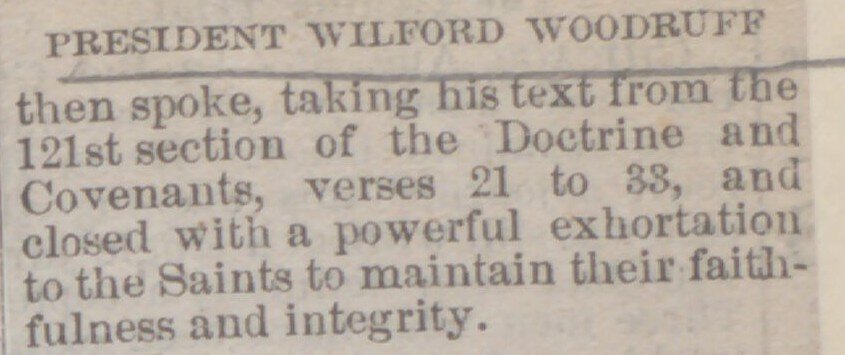 PRESIDENT WILFORD WOODRUFF
then spoke, taking his text from the
121st section of the Doctrine and
Covenants, verses 21 to 33, and
closed with a powerful exhortation
to the Saints to maintain their faith-
fulness and integrity.